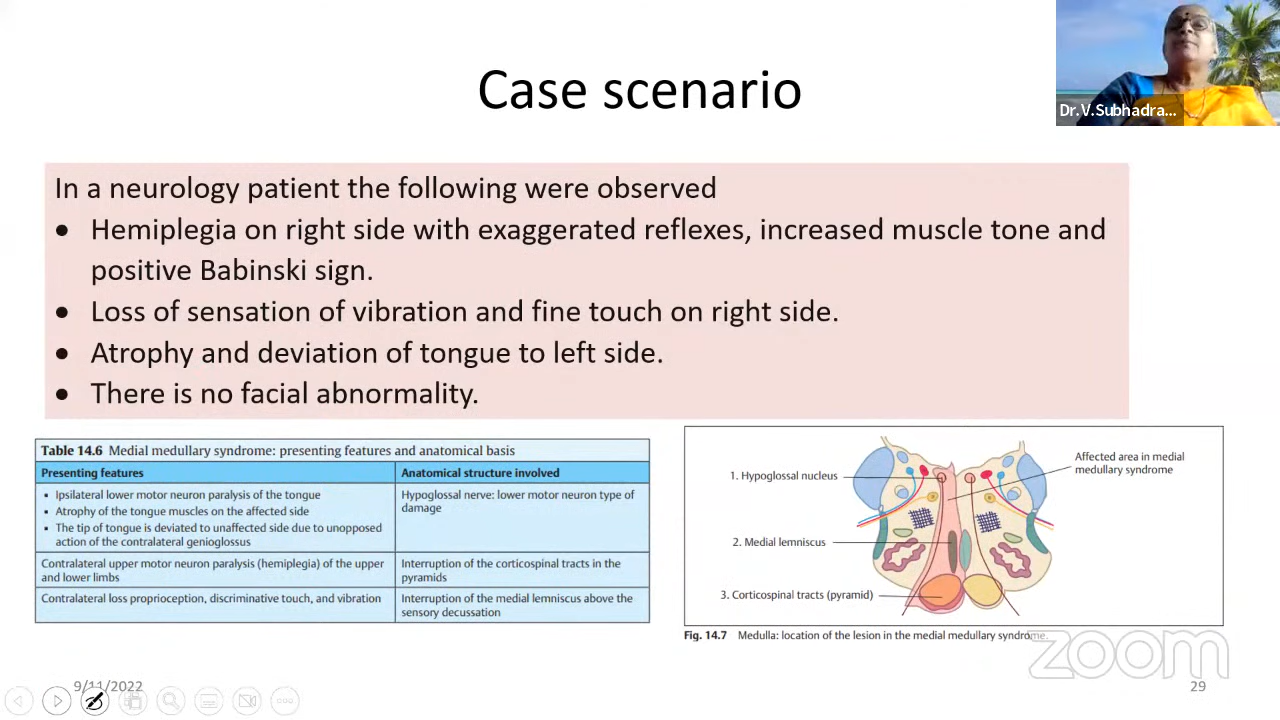 Case scenario
Dr.V.Subhadra...
In a neurology patient the following were observed
• Hemiplegia on right side with exaggerated reflexes, increased muscle tone and
positive Babinski sign.
• Loss of sensation of vibration and fine touch on right side.
• Atrophy and deviation of tongue to left side.
• There is no facial abnormality.
Table 14.6 Medial medullary syndrome: presenting features and anatomical basis
Presenting features
Anatomical structure involved
▪ Ipsilateral lower motor neuron paralysis of the tongue
▪ Atrophy of the tongue muscles on the affected side
▪ The tip of tongue is deviated to unaffected side due to unopposed
action of the contralateral genioglossus
Hypoglossal nerve: lower motor neuron type of
damage
Contralateral upper motor neuron paralysis (hemiplegia) of the upper
and lower limbs
Interruption of the corticospinal tracts in the
pyramids
Contralateral loss proprioception, discriminative touch, and vibration
Interruption of the medial lemniscus above the
sensory decussation
1. Hypoglossal nucleus
2. Medial lemniscus
3. Corticospinal tracts (pyramid)
Affected area in medial
medullary syndrome
Fig. 14.7 Medulla: location of the lesion in the medial medullary syndrome.
zoom
9/11/2022
29